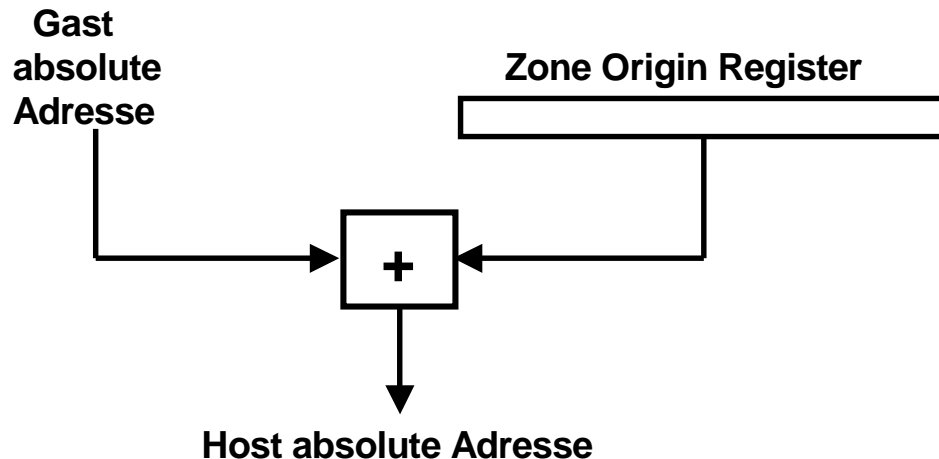 Gast
absolute
Adresse
Zone Origin Register
+
Host absolute Adresse